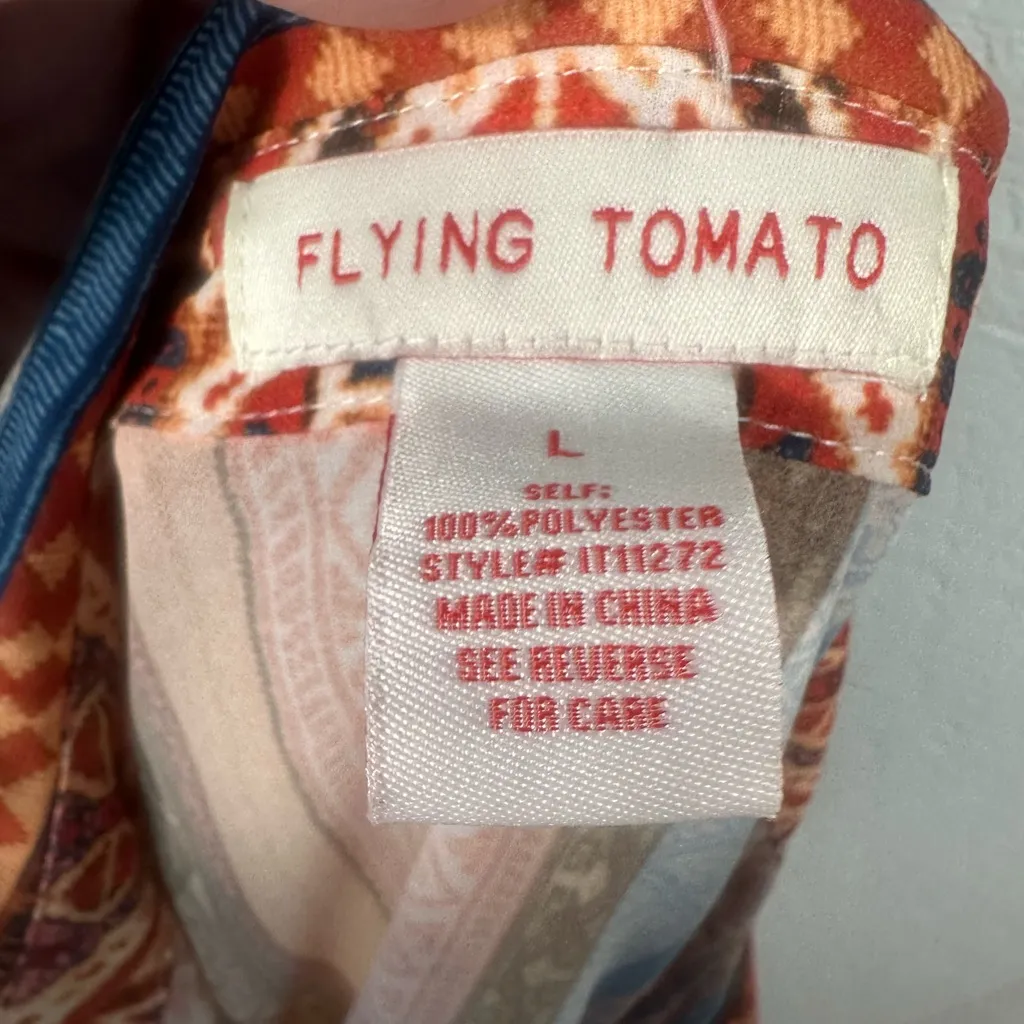 FLYING TOMATO
L
SELF:
100%POLYESTER
STYLE# IT11272
MADE IN CHINA
SEE REVERSE
FOR CARE